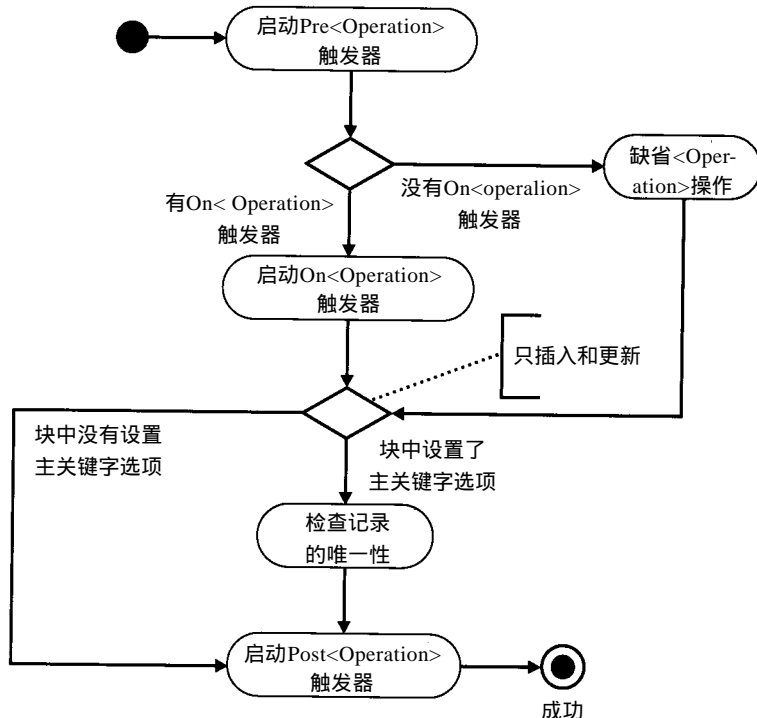 启动Pre<Operation>
触发器
缺省<Oper-
ation>操作
有On< Operation>
触发器
没有On<operalion>
触发器
启动On<Operation>
触发器
只插入和更新
块中没有设置
主关键字选项
块中设置了
主关键字选项
检查记录
的唯一性
启动Post<Operation>
触发器
成功